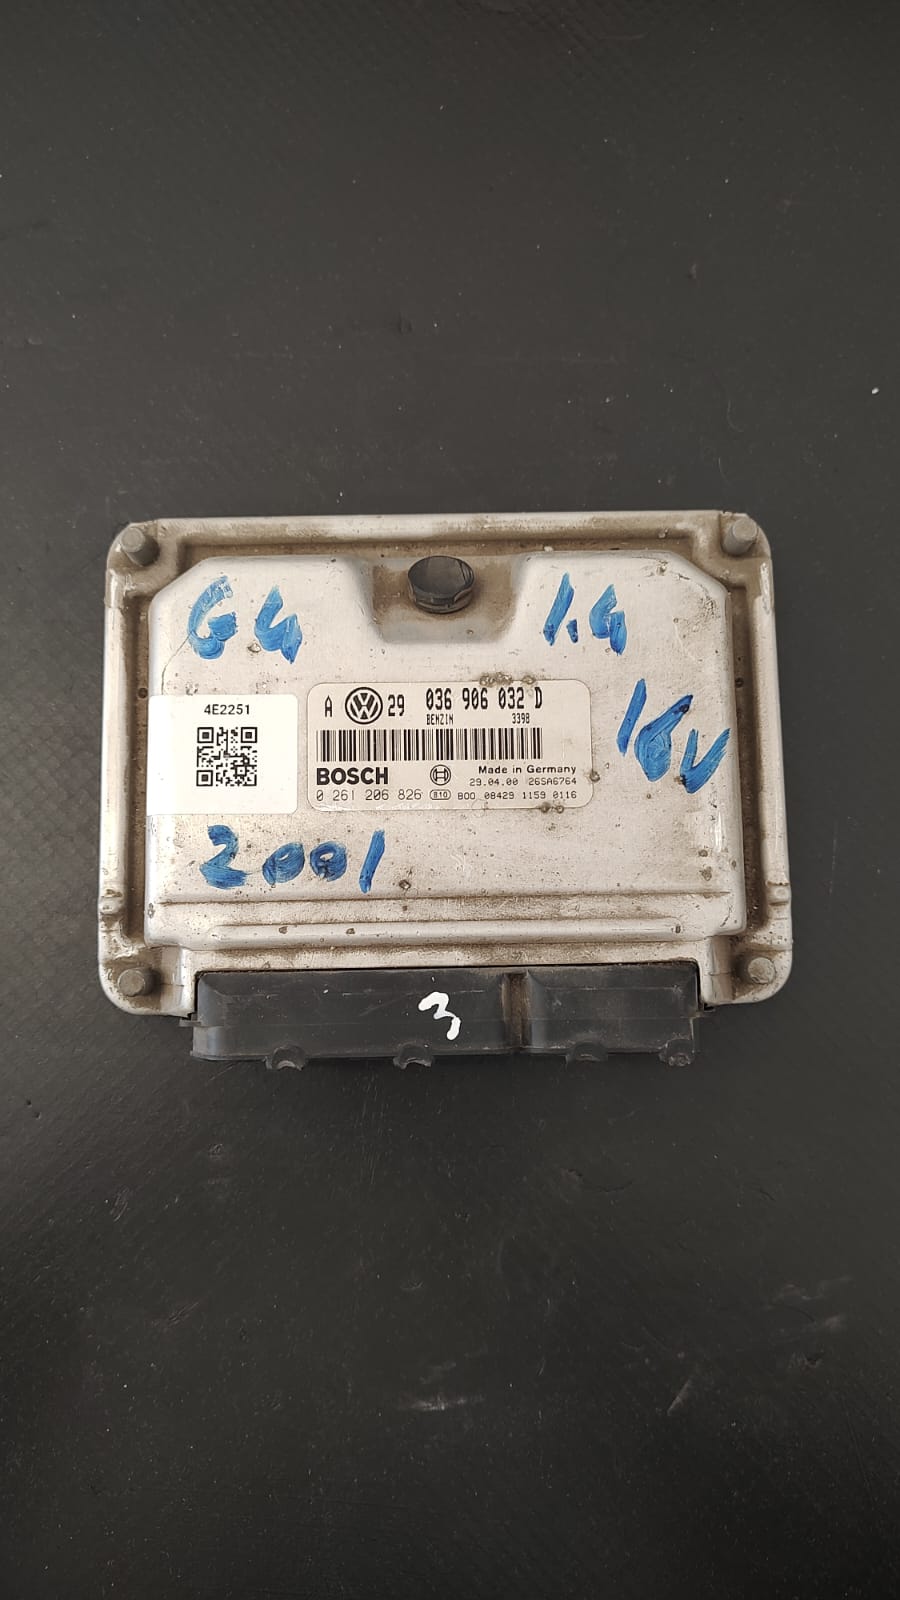 G4
1.4
16V
4E2251
A 29 036 906 032 D
BENZIN 3398
BOSCH
Made in Germany
29.04.00 26SA6764
0 261 206 826 B10 B00 08429 1159 0116
2001
3